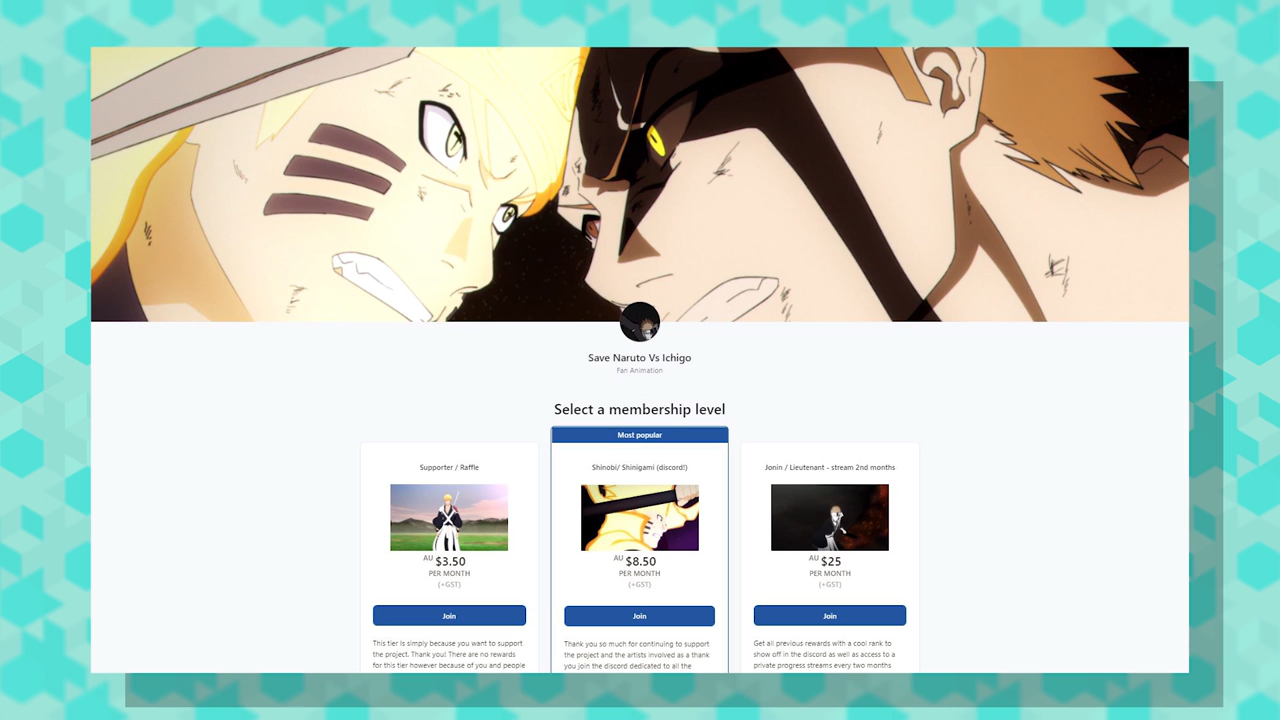 Save Naruto Vs Ichigo
Fan Animation
Select a membership level
Most popular
Supporter / Raffle
AU $3.50
PER MONTH
(+GST)
Join
This tier is simply because you want to support
the project. Thank you! There are no rewards
for this tier however because of you and people
Shinobi/ Shinigami (discord!)
AU $8.50
PER MONTH
(+GST)
Join
Thank you so much for continuing to support
the project and the artists involved as a thank
you join the discord dedicated to all the
Jonin / Lieutenant - stream 2nd months
AU $25
PER MONTH
(+GST)
Join
Get all previous rewards with a cool rank to
show off in the discord as well as access to a
private progress streams every two months